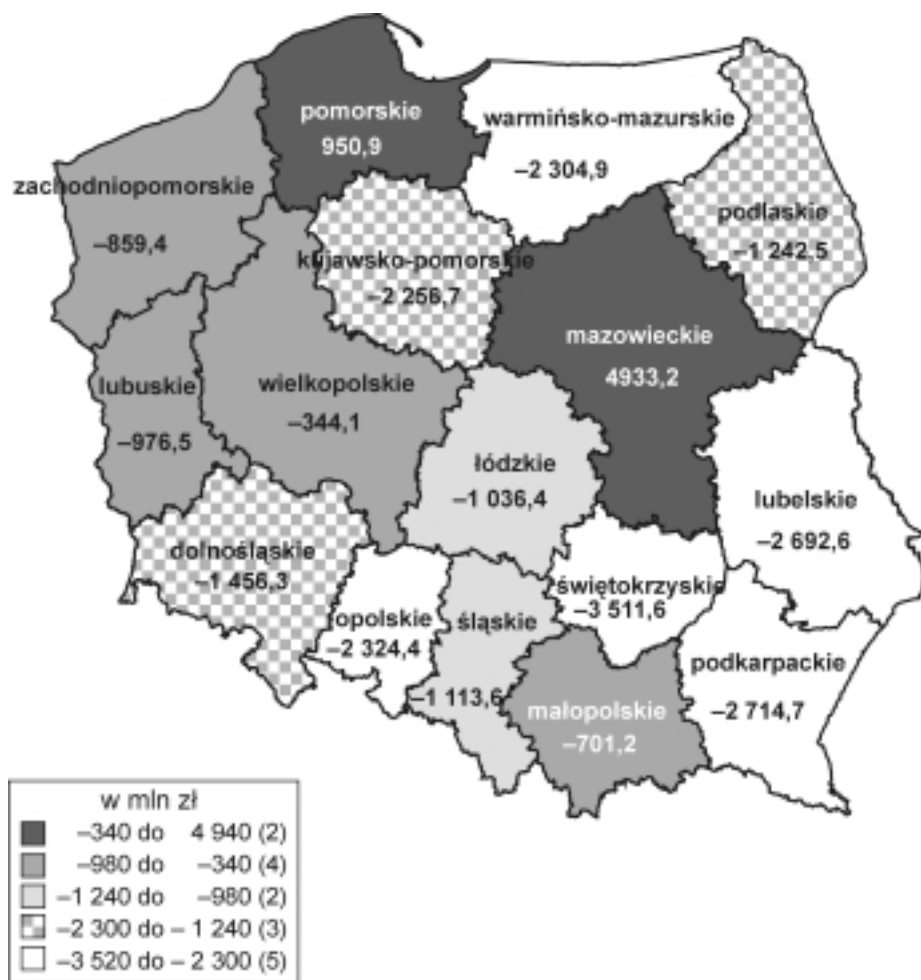 pomorskie
950,9
warmińsko-mazurskie
–2 304,9
zachodniopomorskie
–859,4
podlaskie
–1 242,5
kujawsko-pomorskie
–2 256,7
mazowieckie
4933,2
lubuskie
–976,5
wielkopolskie
–344,1
łódzkie
–1 036,4
lubelskie
–2 692,6
dolnośląskie
–1 456,3
świętokrzyskie
–3 511,6
opolskie
–2 324,4
śląskie
–1 113,6
podkarpackie
–2 714,7
małopolskie
–701,2
w mln zł
–340 do 4 940 (2)
–980 do –340 (4)
–1 240 do –980 (2)
–2 300 do – 1 240 (3)
–3 520 do – 2 300 (5)